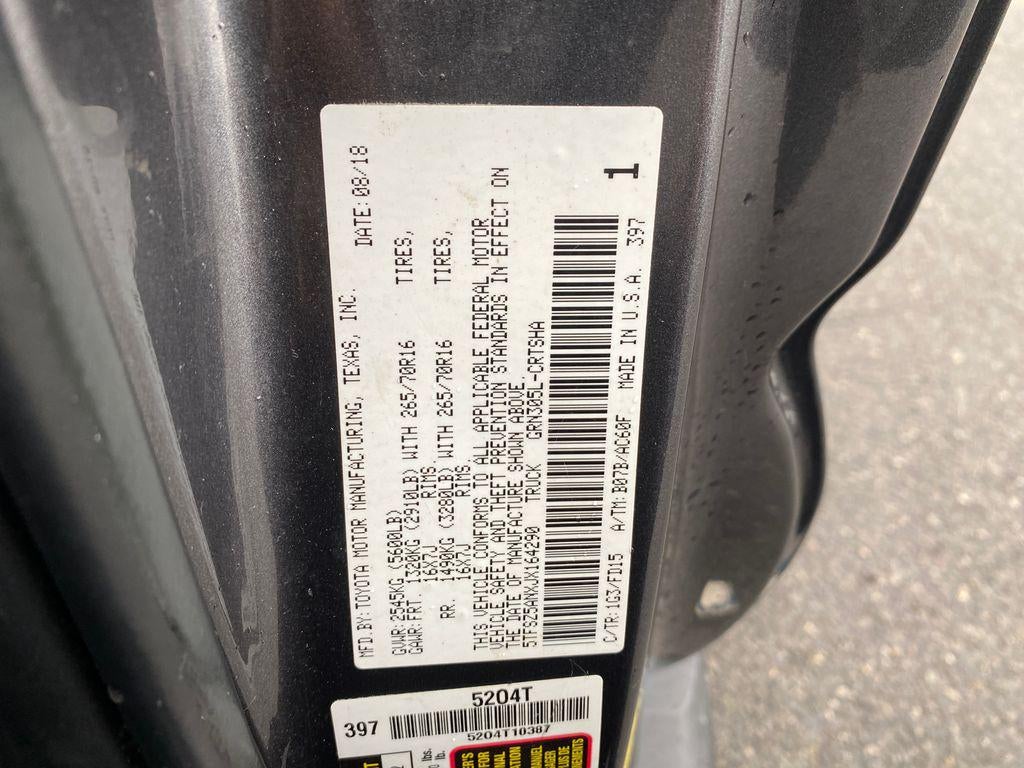 MFD.BY:TOYOTA MOTOR MANUFACTURING, TEXAS, INC. DATE:08/18
GVWR:2545KG (5600LB)
GAWR:FRT 1320KG (2910LB) WITH 265/70R16 TIRES,
16X7J RIMS
RR. 1490KG (3280LB) WITH 265/70R16 TIRES,
16X7J RIMS
THIS VEHICLE CONFORMS TO ALL APPLICABLE FEDERAL MOTOR
VEHICLE SAFETY AND THEFT PREVENTION STANDARDS IN EFFECT ON
THE DATE OF MANUFACTURE SHOWN ABOVE.
TRUCK GRN305L-CRTSHA
1
C/TR:1G3/FD15 A/TM:B07B/AC60F MADE IN U.S.A. 397
5204T
397
5204T10387
lbs.
lb.